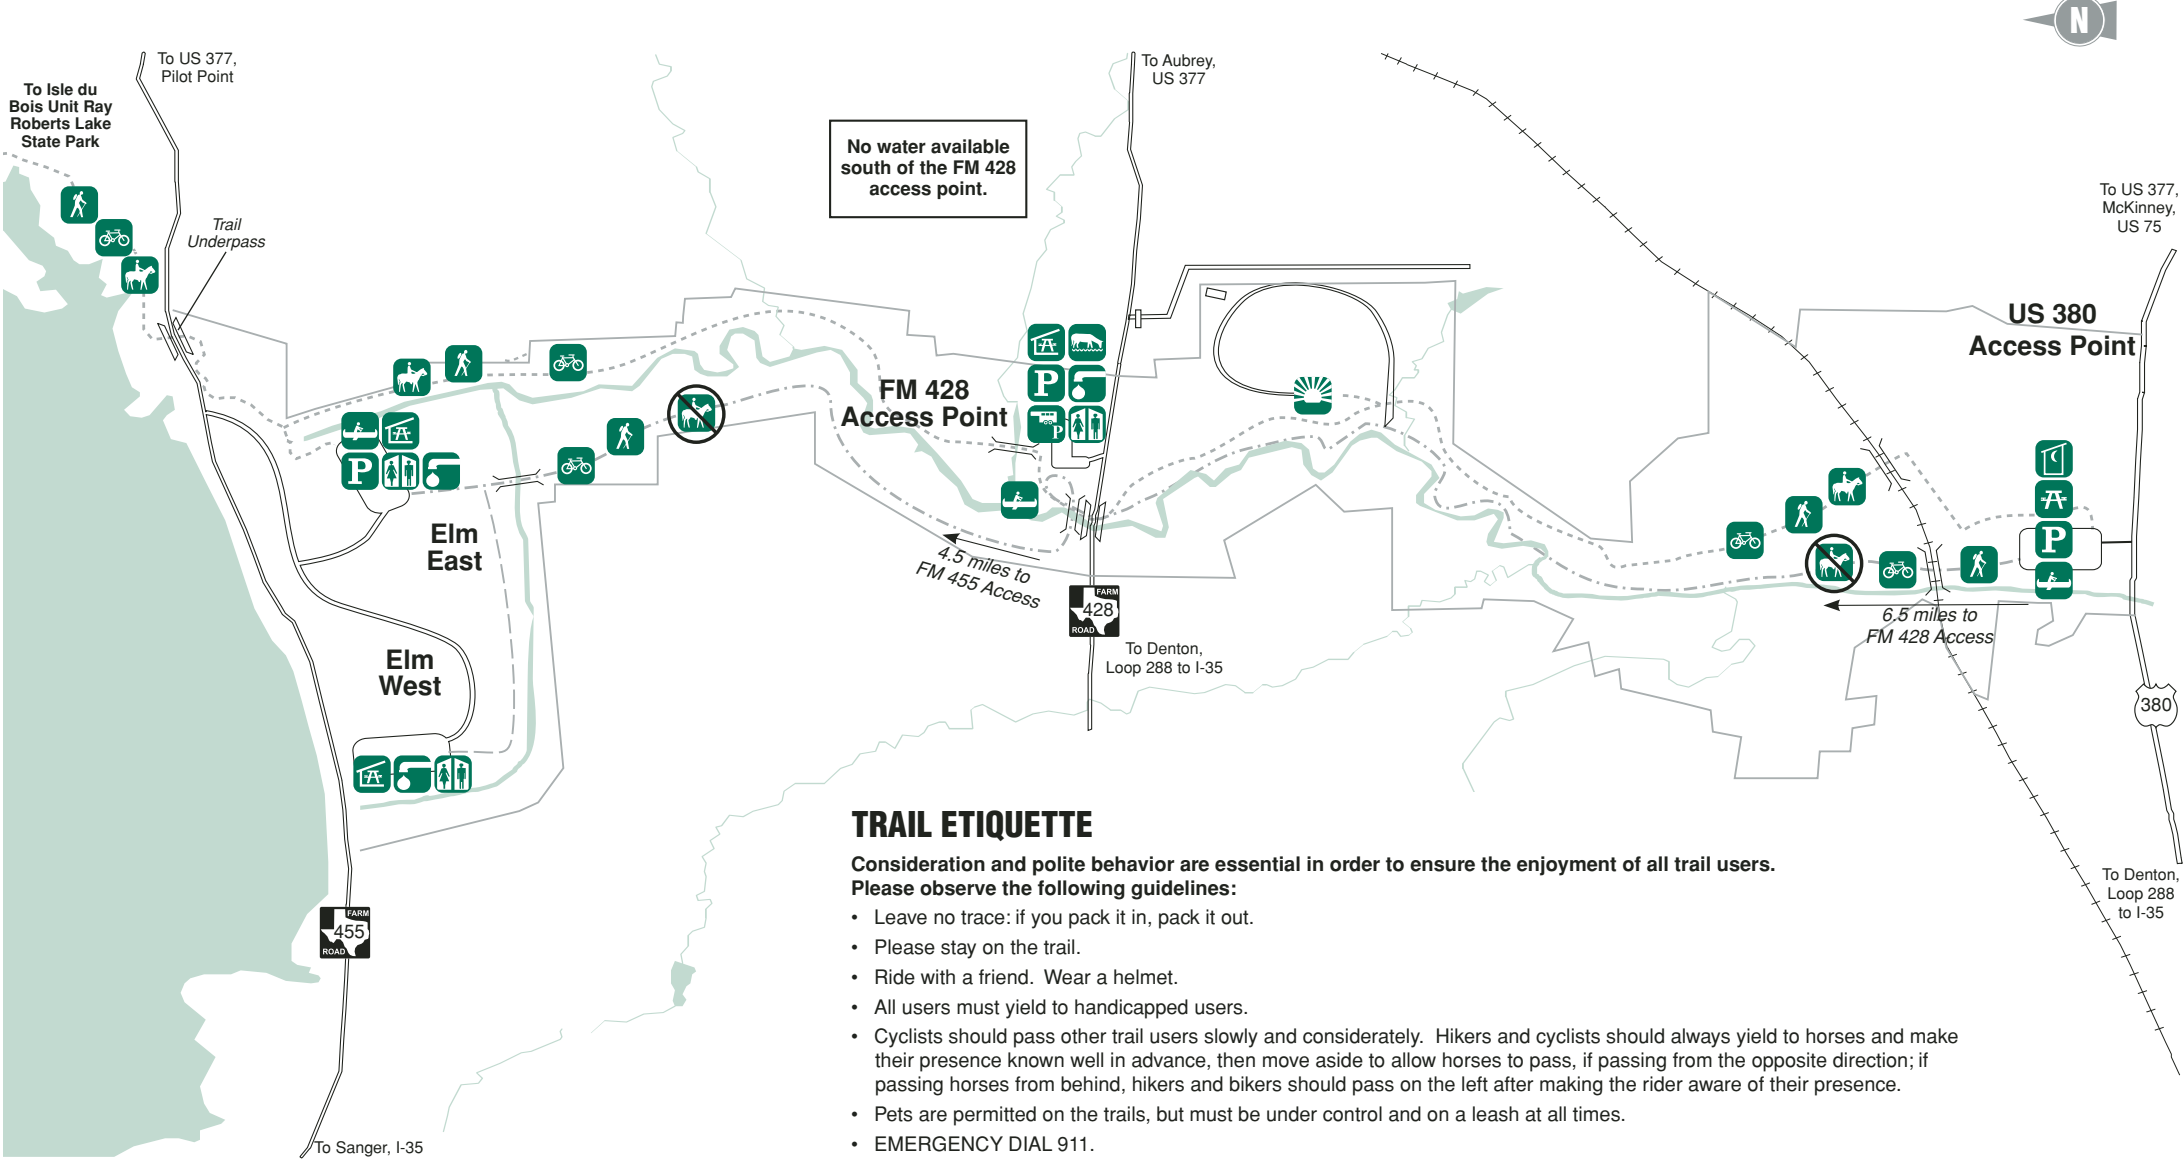 N
To US 377,
Pilot Point
To Isle du
Bois Unit Ray
Roberts Lake
State Park
Trail
Underpass
No water available
south of the FM 428
access point.
To Aubrey,
US 377
To US 377,
McKinney,
US 75
US 380
Access Point
FM 428
Access Point
P
P
P
P
P
Elm
East
Elm
West
4.5 miles to
FM 455 Access
6.5 miles to
FM 428 Access
FARM
428
ROAD
To Denton,
Loop 288 to I-35
380
To Denton,
Loop 288
to I-35
FARM
455
ROAD
To Sanger, I-35
TRAIL ETIQUETTE
Consideration and polite behavior are essential in order to ensure the enjoyment of all trail users.
Please observe the following guidelines:
• Leave no trace: if you pack it in, pack it out.
• Please stay on the trail.
• Ride with a friend. Wear a helmet.
• All users must yield to handicapped users.
• Cyclists should pass other trail users slowly and considerately. Hikers and cyclists should always yield to horses and make
their presence known well in advance, then move aside to allow horses to pass, if passing from the opposite direction; if
passing horses from behind, hikers and bikers should pass on the left after making the rider aware of their presence.
• Pets are permitted on the trails, but must be under control and on a leash at all times.
• EMERGENCY DIAL 911.